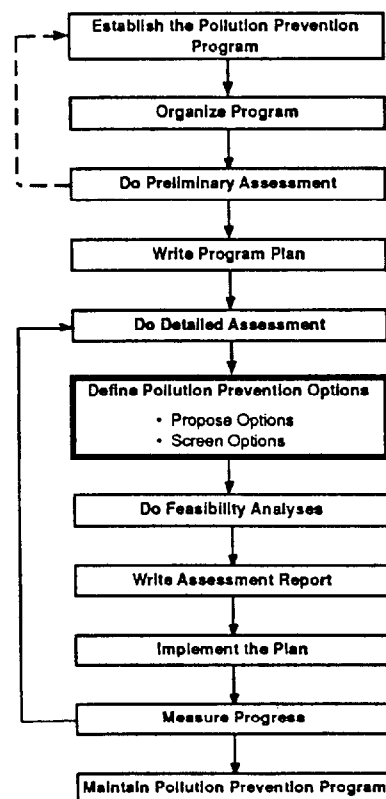 Establish the Pollution Prevention
Program
Organize Program
Do Preliminary Assessment
Write Program Plan
Do Detailed Assessment
Define Pollution Prevention Options
• Propose Options
• Screen Options
Do Feasibility Analyses
Write Assessment Report
Implement the Plan
Measure Progress
Maintain Pollution Prevention Program